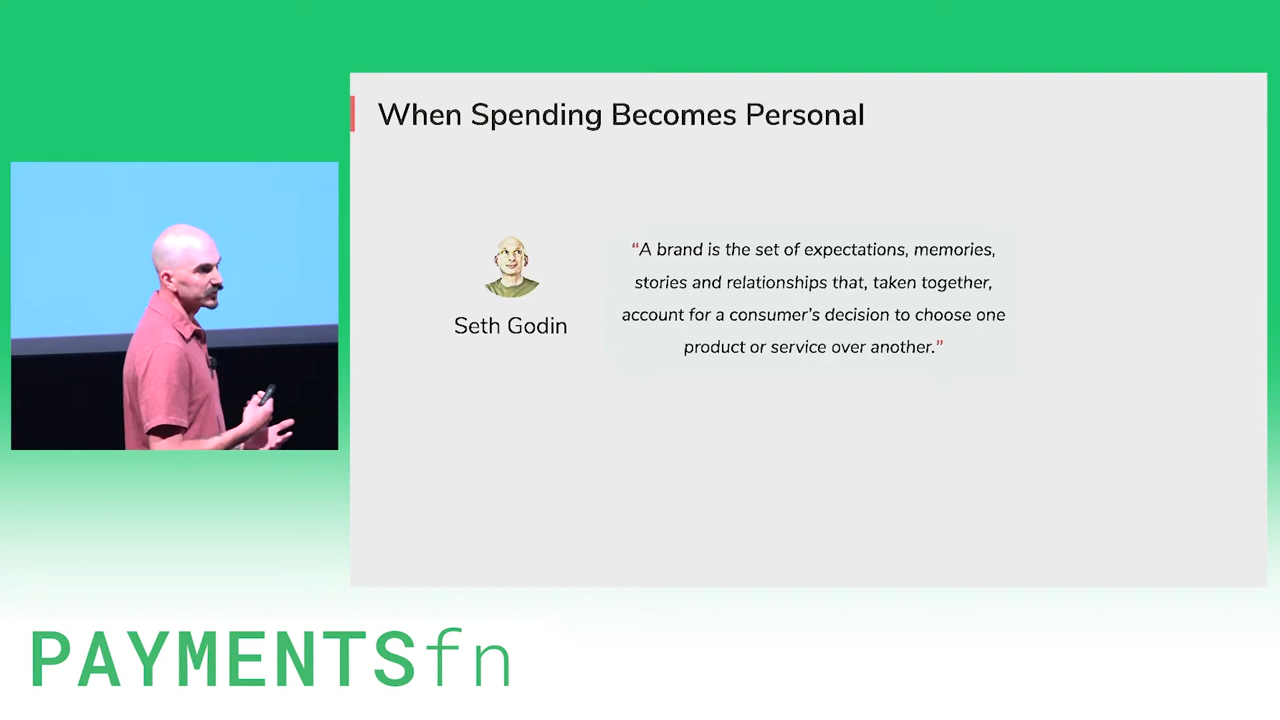 When Spending Becomes Personal
Seth Godin
“A brand is the set of expectations, memories,
stories and relationships that, taken together,
account for a consumer’s decision to choose one
product or service over another.”
PAYMENTSfn